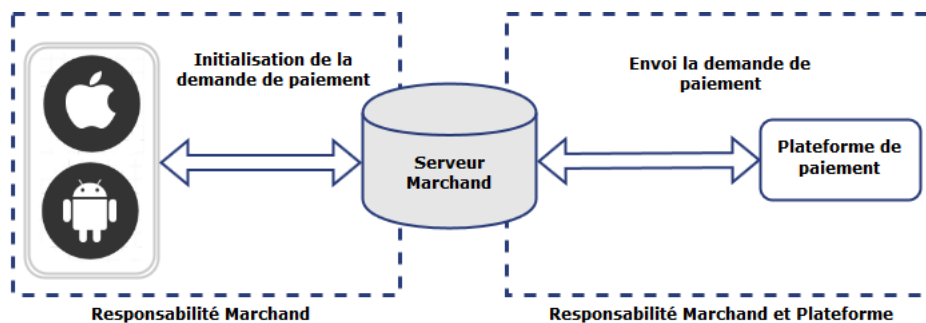 Initialisation de la
demande de paiement
Envoi la demande de
paiement
Serveur
Marchand
Plateforme de
paiement
Responsabilité Marchand
Responsabilité Marchand et Plateforme